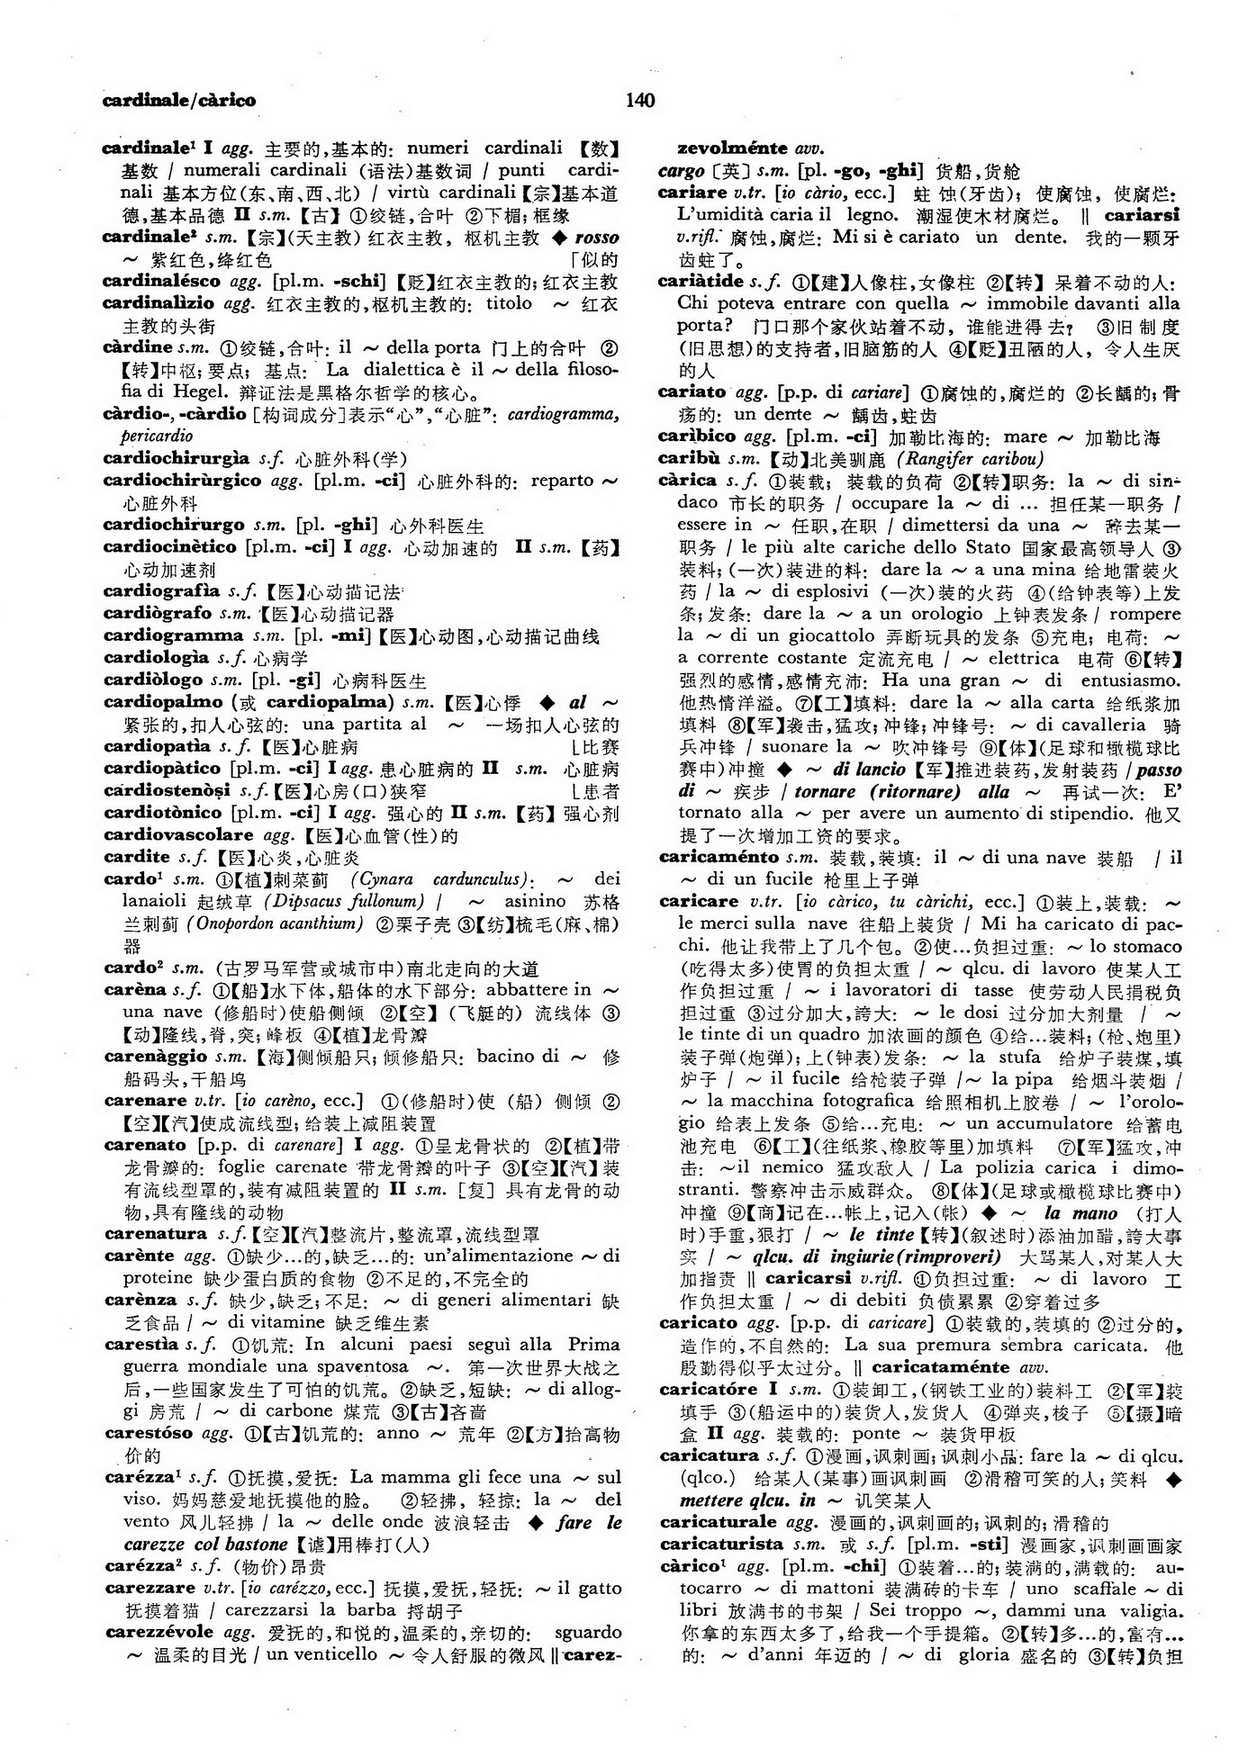 cardinale/càrico
140
cardinale¹ I agg. 主要的,基本的: numeri cardinali 【数】
基数 / numerali cardinali (语法)基数词 / punti cardi-
nali 基本方位(东、南、西、北) / virtù cardinali【宗】基本道
德,基本品德 II s.m.【古】①绞链,合叶 ②下楣;框缘
cardinale² s.m.【宗】(天主教)红衣主教, 枢机主教 ◆ rosso
～ 紫红色,绛红色 「似的
cardinalésco agg. [pl.m. -schi]【贬】红衣主教的;红衣主教
cardinalìzio agg. 红衣主教的,枢机主教的: titolo ～ 红衣
主教的头衔
càrdine s.m. ①绞链,合叶: il ～ della porta 门上的合叶 ②
【转】中枢;要点; 基点: La dialettica è il ～ della filoso-
fia di Hegel. 辩证法是黑格尔哲学的核心。
càrdio-, -càrdio [构词成分]表示“心”,“心脏”: cardiogramma,
pericardio
cardiochirurgìa s.f. 心脏外科(学)
cardiochirùrgico agg. [pl.m. -ci] 心脏外科的: reparto ～
心脏外科
cardiochirurgo s.m. [pl. -ghi] 心外科医生
cardiocinètico [pl.m. -ci] I agg. 心动加速的 II s.m.【药】
心动加速剂
cardiografìa s.f.【医】心动描记法
cardiògrafo s.m.【医】心动描记器
cardiogramma s.m. [pl. -mi]【医】心动图,心动描记曲线
cardiologìa s.f. 心病学
cardiòlogo s.m. [pl. -gi] 心病科医生
cardiopalmo (或 cardiopalma) s.m.【医】心悸 ◆ al ～
紧张的,扣人心弦的: una partita al ～ 一场扣人心弦的
cardiopatìa s.f.【医】心脏病 ⌊比赛
cardiopàtico [pl.m. -ci] I agg. 患心脏病的 II s.m. 心脏病
cardiostenòṣi s.f.【医】心房(口)狭窄 ⌊患者
cardiotònico [pl.m. -ci] I agg. 强心的 II s.m.【药】强心剂
cardiovascolare agg.【医】心血管(性)的
cardite s.f.【医】心炎,心脏炎
cardo¹ s.m. ①【植】刺菜蓟 (Cynara cardunculus): ～ dei
lanaioli 起绒草 (Dipsacus fullonum) / ～ asinino 苏格
兰刺蓟 (Onopordon acanthium) ②栗子壳 ③【纺】梳毛(麻、棉)
器
cardo² s.m. (古罗马军营或城市中)南北走向的大道
carèna s.f. ①【船】水下体,船体的水下部分: abbattere in ～
una nave (修船时)使船侧倾 ②【空】(飞艇的) 流线体 ③
【动】隆线,脊,突;峰板 ④【植】龙骨瓣
carenàggio s.m.【海】侧倾船只;倾修船只: bacino di ～ 修
船码头,干船坞
carenare v.tr. [io carèno, ecc.] ①(修船时)使 (船) 侧倾 ②
【空】【汽】使成流线型;给装上减阻装置
carenato [p.p. di carenare] I agg. ①呈龙骨状的 ②【植】带
龙骨瓣的: foglie carenate 带龙骨瓣的叶子 ③【空】【汽】装
有流线型罩的,装有减阻装置的 II s.m. [复] 具有龙骨的动
物,具有隆线的动物
carenatura s.f.【空】【汽】整流片,整流罩,流线型罩
carènte agg. ①缺少…的,缺乏…的: un'alimentazione ～ di
proteine 缺少蛋白质的食物 ②不足的,不完全的
carènza s.f. 缺少,缺乏;不足: ～ di generi alimentari 缺
乏食品 / ～ di vitamine 缺乏维生素
carestìa s.f. ①饥荒: In alcuni paesi seguì alla Prima
guerra mondiale una spaventosa ～. 第一次世界大战之
后,一些国家发生了可怕的饥荒。②缺乏,短缺: ～ di allog-
gi 房荒 / ～ di carbone 煤荒 ③【古】吝啬
carestóso agg. ①【古】饥荒的: anno ～ 荒年 ②【方】抬高物
价的
carézza¹ s.f. ①抚摸,爱抚: La mamma gli fece una ～ sul
viso. 妈妈慈爱地抚摸他的脸。 ②轻拂, 轻掠: la ～ del
vento 风儿轻拂 / la ～ delle onde 波浪轻击 ◆ fare le
carezze col bastone【谑】用棒打(人)
carézza² s.f. (物价)昂贵
carezzare v.tr. [io carézzo, ecc.] 抚摸,爱抚,轻抚: ～ il gatto
抚摸着猫 / carezzarsi la barba 捋胡子
carezzévole agg. 爱抚的,和悦的,温柔的,亲切的: sguardo
～ 温柔的目光 / un venticello ～ 令人舒服的微风 ‖ carez-
zevolménte avv.
cargo [英] s.m. [pl. -go, -ghi] 货船,货舱
cariare v.tr. [io càrio, ecc.] 蛀 蚀(牙齿); 使腐蚀, 使腐烂:
L'umidità caria il legno. 潮湿使木材腐烂。 ‖ cariarsi
v.rifl. 腐蚀,腐烂: Mi si è cariato un dente. 我的一颗牙
齿蛀了。
cariàtide s.f. ①【建】人像柱,女像柱 ②【转】呆着不动的人:
Chi poteva entrare con quella ～ immobile davanti alla
porta? 门口那个家伙站着不动, 谁能进得去? ③旧制度
(旧思想)的支持者,旧脑筋的人 ④【贬】丑陋的人, 令人生厌
的人
cariato agg. [p.p. di cariare] ①腐蚀的,腐烂的 ②长龋的;骨
疡的: un dente ～ 龋齿,蛀齿
carìbico agg. [pl.m. -ci] 加勒比海的: mare ～ 加勒比海
caribù s.m.【动】北美驯鹿 (Rangifer caribou)
càrica s.f. ①装载; 装载的负荷 ②【转】职务: la ～ di sin-
daco 市长的职务 / occupare la ～ di … 担任某一职务 /
essere in ～ 任职,在职 / dimettersi da una ～ 辞去某一
职务 / le più alte cariche dello Stato 国家最高领导人 ③
装料; (一次)装进的料: dare la ～ a una mina 给地雷装火
药 / la ～ di esplosivi (一次)装的火药 ④(给钟表等)上发
条;发条: dare la ～ a un orologio 上钟表发条 / rompere
la ～ di un giocattolo 弄断玩具的发条 ⑤充电; 电荷: ～
a corrente costante 定流充电 / ～ elettrica 电荷 ⑥【转】
强烈的感情,感情充沛: Ha una gran ～ di entusiasmo.
他热情洋溢。⑦【工】填料: dare la ～ alla carta 给纸浆加
填料 ⑧【军】袭击,猛攻;冲锋;冲锋号: ～ di cavalleria 骑
兵冲锋 / suonare la ～ 吹冲锋号 ⑨【体】(足球和橄榄球比
赛中)冲撞 ◆ ～ di lancio【军】推进装药,发射装药 / passo
di ～ 疾步 / tornare (ritornare) alla ～ 再试一次: E'
tornato alla ～ per avere un aumento di stipendio. 他又
提了一次增加工资的要求。
caricaménto s.m. 装载,装填: il ～ di una nave 装船 / il
～ di un fucile 枪里上子弹
caricare v.tr. [io càrico, tu càrichi, ecc.] ①装上,装载: ～
le merci sulla nave 往船上装货 / Mi ha caricato di pac-
chi. 他让我带上了几个包。②使…负担过重: ～ lo stomaco
(吃得太多)使胃的负担太重 / ～ qlcu. di lavoro 使某人工
作负担过重 / ～ i lavoratori di tasse 使劳动人民捐税负
担过重 ③过分加大,誇大: ～ le dosi 过分加大剂量 / ～
le tinte di un quadro 加浓画的颜色 ④给…装料;(枪、炮里)
装子弹(炮弹);上(钟表)发条: ～ la stufa 给炉子装煤,填
炉子 / ～ il fucile 给枪装子弹 /～ la pipa 给烟斗装烟 /
～ la macchina fotografica 给照相机上胶卷 / ～ l'orolo-
gio 给表上发条 ⑤给…充电: ～ un accumulatore 给蓄电
池充电 ⑥【工】(往纸浆、橡胶等里)加填料 ⑦【军】猛攻,冲
击: ～il nemico 猛攻敌人 / La polizia carica i dimo-
stranti. 警察冲击示威群众。 ⑧【体】(足球或橄榄球比赛中)
冲撞 ⑨【商】记在…帐上,记入(帐) ◆ ～ la mano (打人
时)手重,狠打 / ～ le tinte【转】(叙述时)添油加醋,誇大事
实 / ～ qlcu. di ingiurie(rimproveri) 大骂某人,对某人大
加指责 ‖ caricarsi v.rifl. ①负担过重: ～ di lavoro 工
作负担太重 / ～ di debiti 负债累累 ②穿着过多
caricato agg. [p.p. di caricare] ①装载的,装填的 ②过分的,
造作的,不自然的: La sua premura sembra caricata. 他
殷勤得似乎太过分。‖ caricataménte avv.
caricatóre I s.m. ①装卸工,(钢铁工业的)装料工 ②【军】装
填手 ③(船运中的)装货人,发货人 ④弹夹,梭子 ⑤【摄】暗
盒 II agg. 装载的: ponte ～ 装货甲板
caricatura s.f. ①漫画,讽刺画;讽刺小品: fare la ～ di qlcu.
(qlco.) 给某人(某事)画讽刺画 ②滑稽可笑的人;笑料 ◆
mettere qlcu. in ～ 讥笑某人
caricaturale agg. 漫画的,讽刺画的;讽刺的;滑稽的
caricaturista s.m. 或 s.f. [pl.m. -sti] 漫画家,讽刺画画家
càrico¹ agg. [pl.m. -chi] ①装着…的;装满的,满载的: au-
tocarro ～ di mattoni 装满砖的卡车 / uno scaffale ～ di
libri 放满书的书架 / Sei troppo ～, dammi una valigia.
你拿的东西太多了,给我一个手提箱。②【转】多…的,富有…
的: ～ d'anni 年迈的 / ～ di gloria 盛名的 ③【转】负担